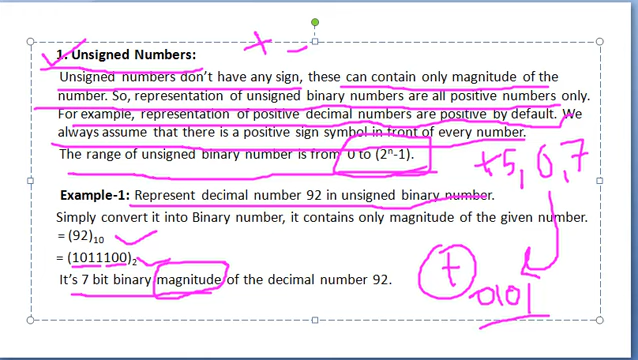 + -
1. Unsigned Numbers:
Unsigned numbers don't have any sign, these can contain only magnitude of the
number. So, representation of unsigned binary numbers are all positive numbers only.
For example, representation of positive decimal numbers are positive by default. We
always assume that there is a positive sign symbol in front of every number.
The range of unsigned binary number is from 0 to (2ⁿ-1).
+5, 0, 7
Example-1: Represent decimal number 92 in unsigned binary number.
Simply convert it into Binary number, it contains only magnitude of the given number.
= (92)₁₀
= (1011100)₂
It's 7 bit binary magnitude of the decimal number 92.
+
0101